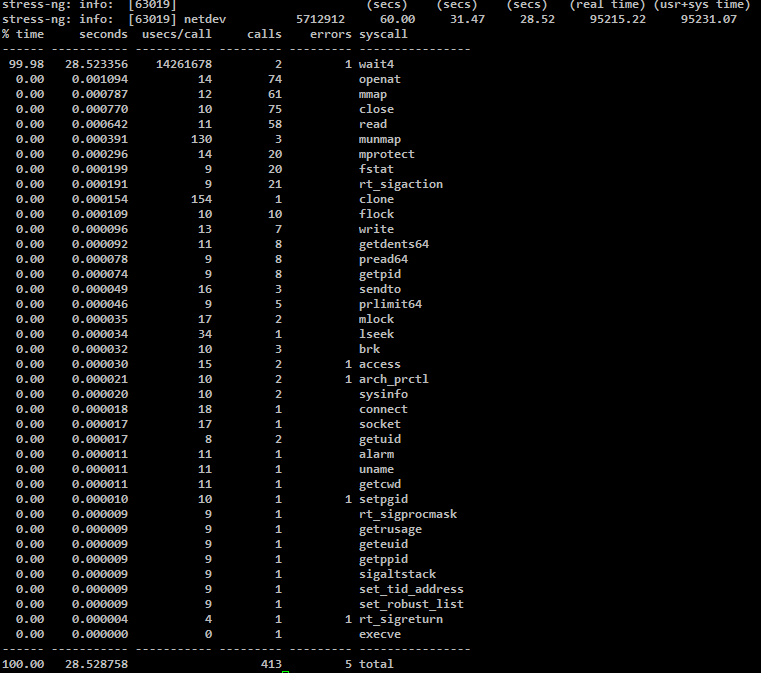 stress-ng: info:  [63019]                           (secs)    (secs)    (secs)   (real time) (usr+sys time)
stress-ng: info:  [63019] netdev          5712912     60.00     31.47     28.52     95215.22     95231.07
% time     seconds  usecs/call     calls    errors syscall
------ ----------- ----------- --------- --------- ----------------
 99.98   28.523356    14261678         2         1 wait4
  0.00    0.001094          14        74           openat
  0.00    0.000787          12        61           mmap
  0.00    0.000770          10        75           close
  0.00    0.000642          11        58           read
  0.00    0.000391         130         3           munmap
  0.00    0.000296          14        20           mprotect
  0.00    0.000199           9        20           fstat
  0.00    0.000191           9        21           rt_sigaction
  0.00    0.000154         154         1           clone
  0.00    0.000109          10        10           flock
  0.00    0.000096          13         7           write
  0.00    0.000092          11         8           getdents64
  0.00    0.000078           9         8           pread64
  0.00    0.000074           9         8           getpid
  0.00    0.000049          16         3           sendto
  0.00    0.000046           9         5           prlimit64
  0.00    0.000035          17         2           mlock
  0.00    0.000034          34         1           lseek
  0.00    0.000032          10         3           brk
  0.00    0.000030          15         2         1 access
  0.00    0.000021          10         2         1 arch_prctl
  0.00    0.000020          10         2           sysinfo
  0.00    0.000018          18         1           connect
  0.00    0.000017          17         1           socket
  0.00    0.000017           8         2           getuid
  0.00    0.000011          11         1           alarm
  0.00    0.000011          11         1           uname
  0.00    0.000011          11         1           getcwd
  0.00    0.000010          10         1         1 setpgid
  0.00    0.000009           9         1           rt_sigprocmask
  0.00    0.000009           9         1           getrusage
  0.00    0.000009           9         1           geteuid
  0.00    0.000009           9         1           getppid
  0.00    0.000009           9         1           sigaltstack
  0.00    0.000009           9         1           set_tid_address
  0.00    0.000009           9         1           set_robust_list
  0.00    0.000004           4         1         1 rt_sigreturn
  0.00    0.000000           0         1           execve
------ ----------- ----------- --------- --------- ----------------
100.00   28.528758                   413         5 total